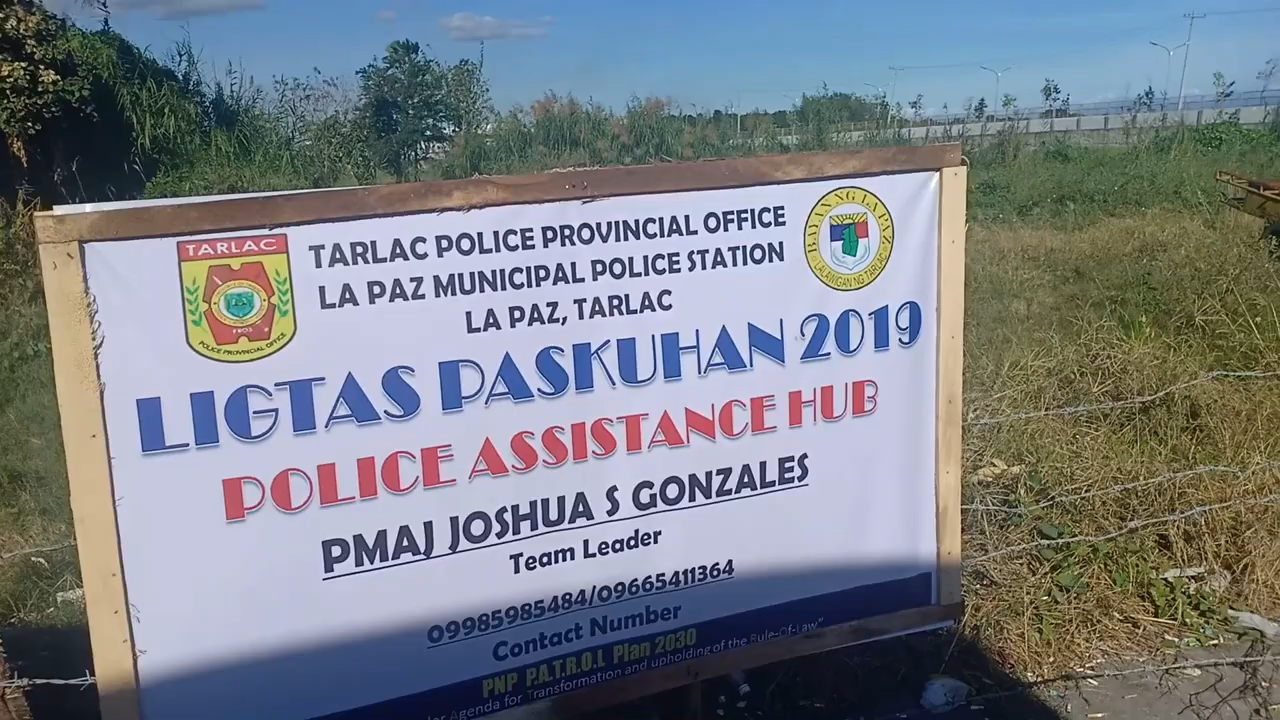 TARLAC
POLICE PROVINCIAL OFFICE
TARLAC POLICE PROVINCIAL OFFICE
LA PAZ MUNICIPAL POLICE STATION
LA PAZ, TARLAC
BAYAN NG LA PAZ
LALAWIGAN NG TARLAC
LIGTAS PASKUHAN 2019
POLICE ASSISTANCE HUB
PMAJ JOSHUA S GONZALES
Team Leader
09985985484/09665411364
Contact Number
PNP P.A.T.R.O.L Plan 2030
Agenda for Transformation and upholding of the Rule-Of-Law"